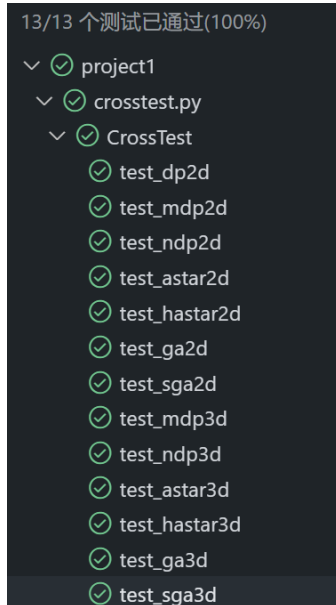 13/13 个测试已通过(100%)
project1
crosstest.py
CrossTest
test_dp2d
test_mdp2d
test_ndp2d
test_astar2d
test_hastar2d
test_ga2d
test_sga2d
test_mdp3d
test_ndp3d
test_astar3d
test_hastar3d
test_ga3d
test_sga3d